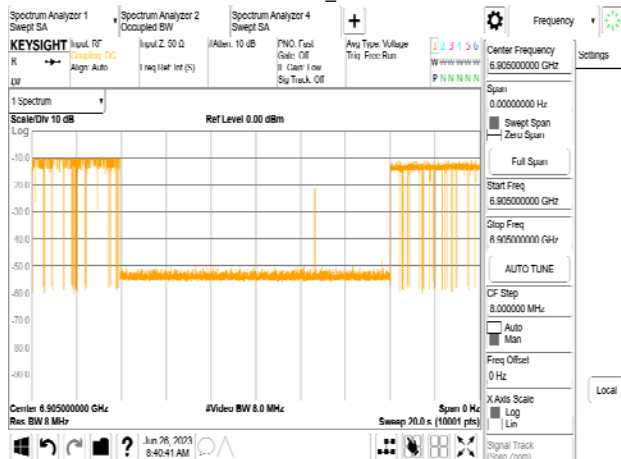 Spectrum Analyzer 1
Swept SA
Spectrum Analyzer 2
Occupied BW
Spectrum Analyzer 4
Swept SA
+
Frequency
KEYSIGHT
R
Input: RF
Coupling: DC
Align: Auto
Input Z: 50 Ω
Freq Ref: Int (S)
#Atten: 10 dB
PNO: Fast
Gate: Off
IF Gain: Low
Sig Track: Off
Avg Type: Voltage
Trig: Free Run
1 2 3 4 5 6
W W W W W W
P N N N N N
Center Frequency
6.905000000 GHz
Settings
Span
0.00000000 Hz
Swept Span
Zero Span
Full Span
Start Freq
6.905000000 GHz
Stop Freq
6.905000000 GHz
AUTO TUNE
CF Step
8.000000 MHz
Auto
Man
Freq Offset
0 Hz
X Axis Scale
Log
Lin
Local
Signal Track
(Span Zoom)
1 Spectrum
Scale/Div 10 dB
Ref Level 0.00 dBm
Log
-10.0
-20.0
-30.0
-40.0
-50.0
-60.0
-70.0
-80.0
-90.0
Center 6.905000000 GHz
#Video BW 8.0 MHz
Span 0 Hz
Res BW 8 MHz
Sweep 20.0 s (10001 pts)
?
Jun 26, 2023
8:40:41 AM